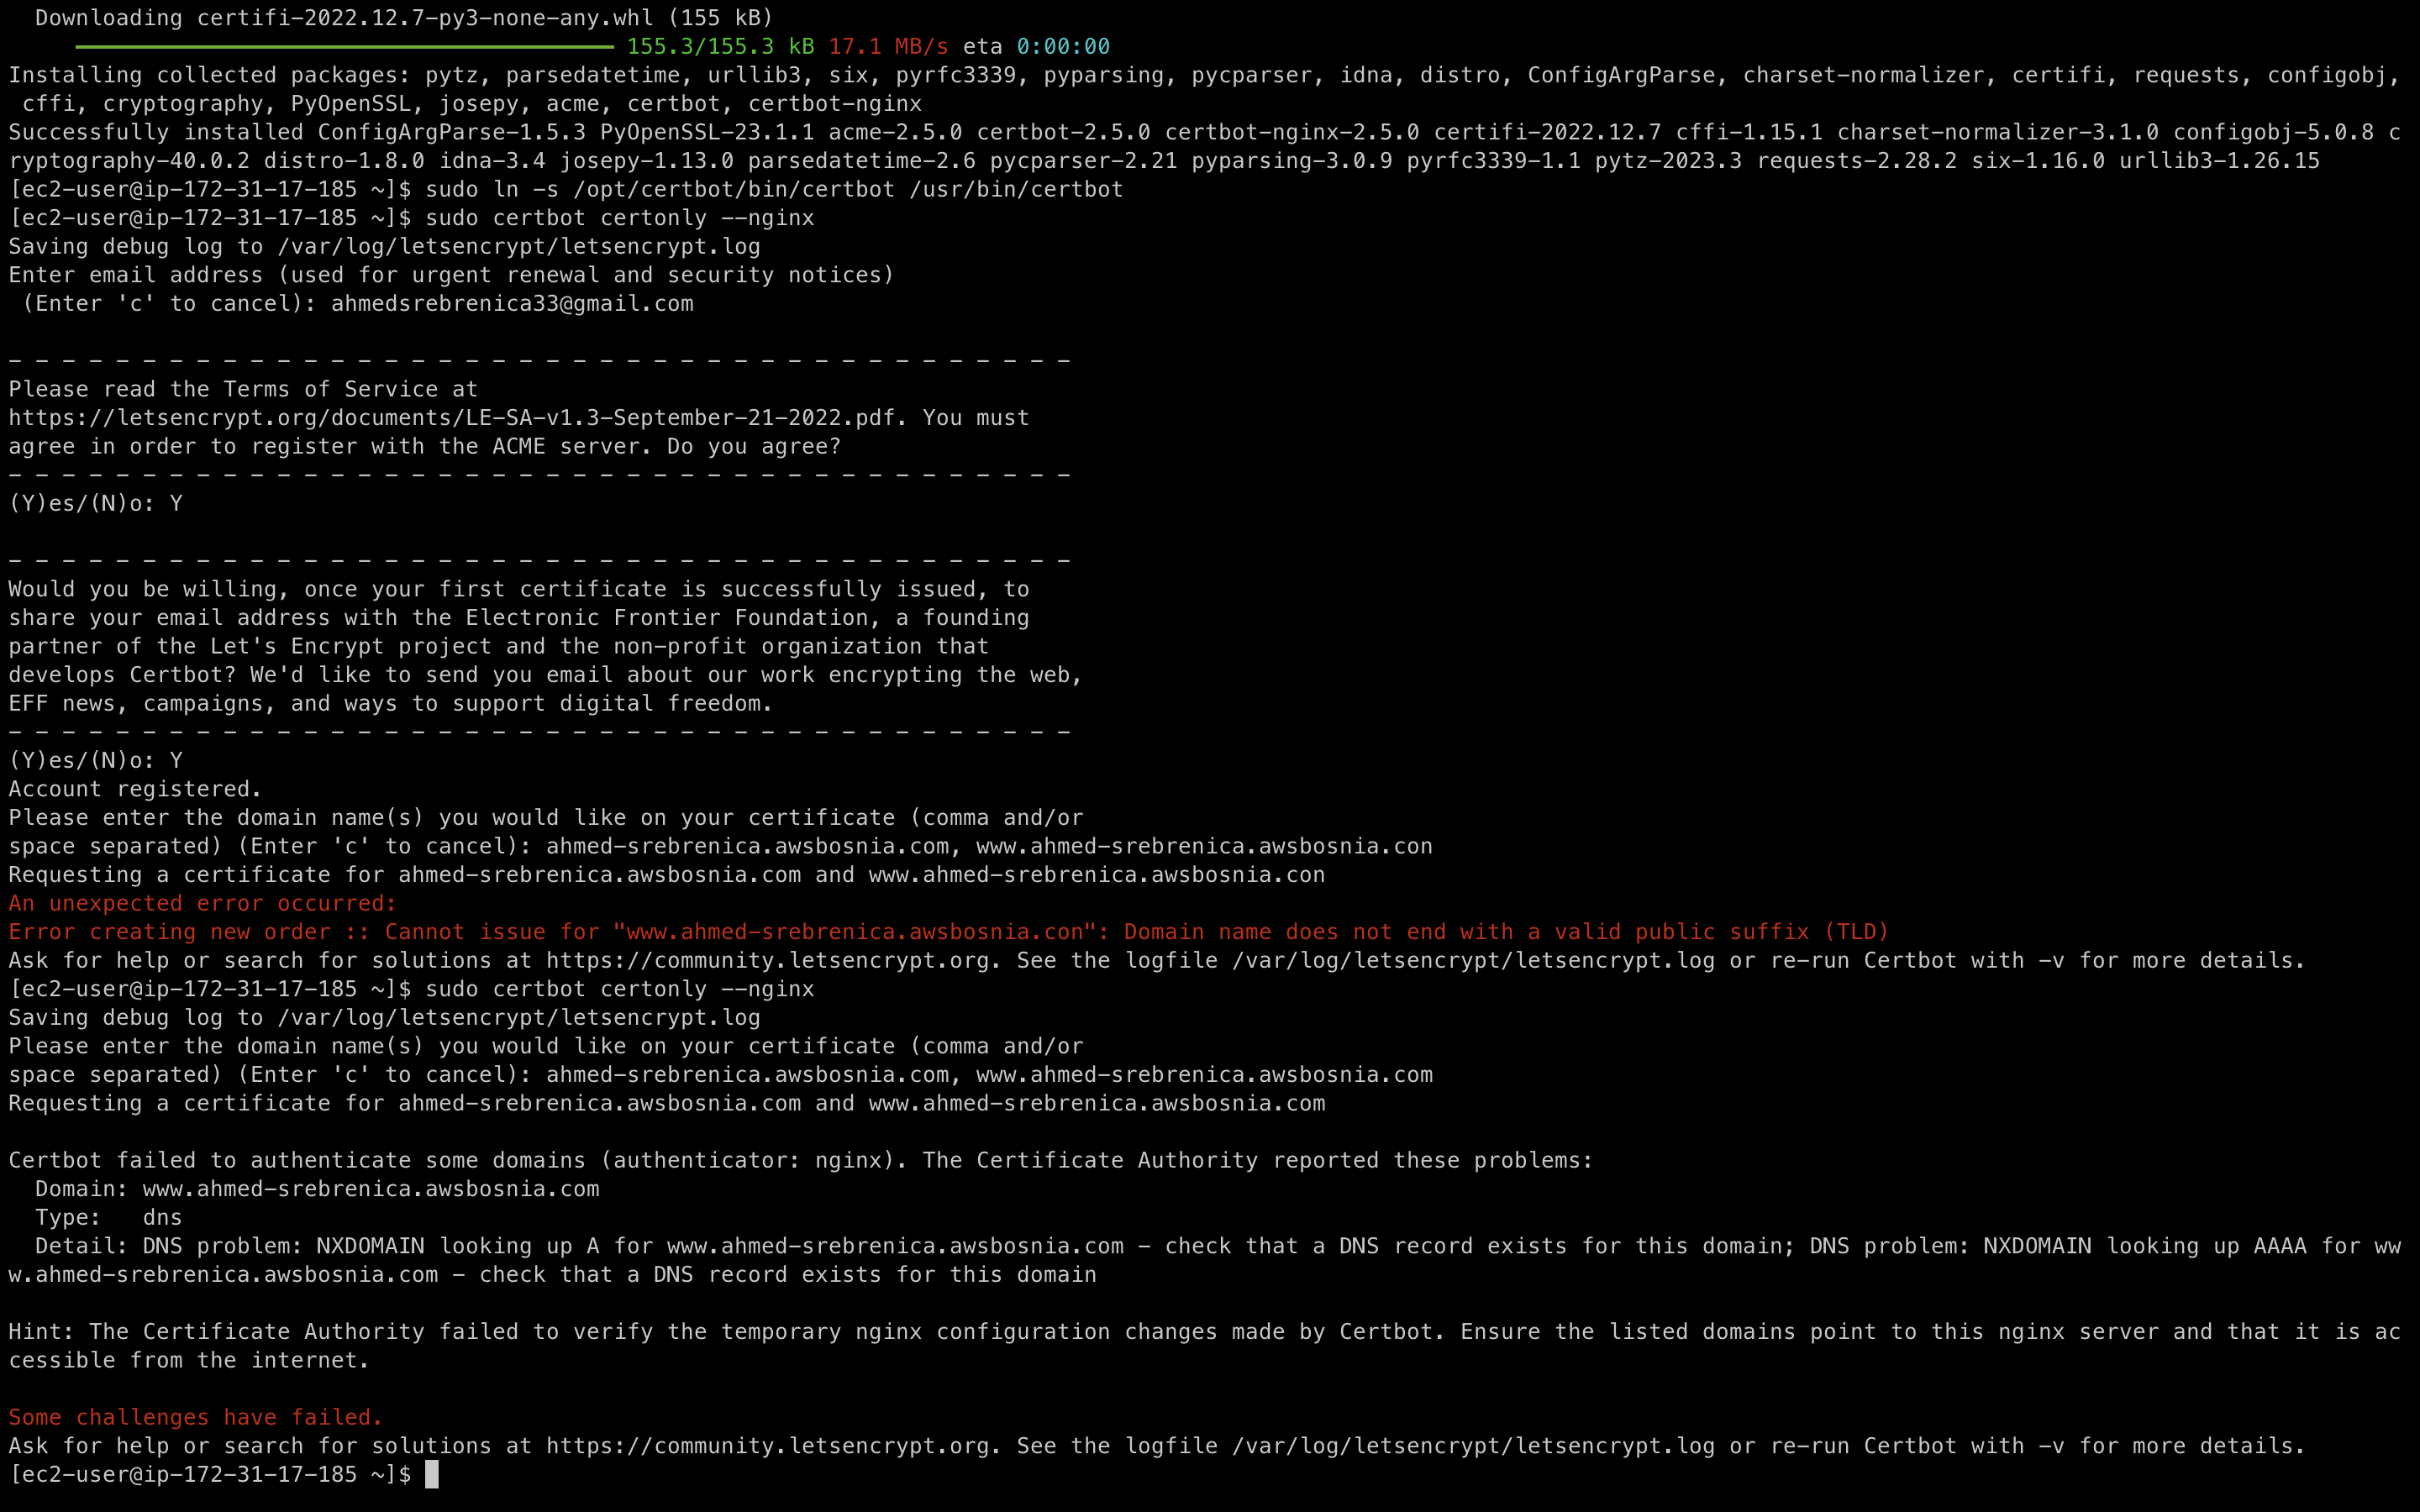 Downloading certifi-2022.12.7-py3-none-any.whl (155 kB)
155.3/155.3 kB 17.1 MB/s eta 0:00:00
Installing collected packages: pytz, parsedatetime, urllib3, six, pyrfc3339, pyparsing, pycparser, idna, distro, ConfigArgParse, charset-normalizer, certifi, requests, configobj,
cffi, cryptography, PyOpenSSL, josepy, acme, certbot, certbot-nginx
Successfully installed ConfigArgParse-1.5.3 PyOpenSSL-23.1.1 acme-2.5.0 certbot-2.5.0 certbot-nginx-2.5.0 certifi-2022.12.7 cffi-1.15.1 charset-normalizer-3.1.0 configobj-5.0.8 c
ryptography-40.0.2 distro-1.8.0 idna-3.4 josepy-1.13.0 parsedatetime-2.6 pycparser-2.21 pyparsing-3.0.9 pyrfc3339-1.1 pytz-2023.3 requests-2.28.2 six-1.16.0 urllib3-1.26.15
[ec2-user@ip-172-31-17-185 ~]$ sudo ln -s /opt/certbot/bin/certbot /usr/bin/certbot
[ec2-user@ip-172-31-17-185 ~]$ sudo certbot certonly --nginx
Saving debug log to /var/log/letsencrypt/letsencrypt.log
Enter email address (used for urgent renewal and security notices)
(Enter 'c' to cancel): ahmedsrebrenica33@gmail.com
- - - - - - - - - - - - - - - - - - - - - - - - - - - - - - - - - - - - - - - -
Please read the Terms of Service at
https://letsencrypt.org/documents/LE-SA-v1.3-September-21-2022.pdf. You must
agree in order to register with the ACME server. Do you agree?
- - - - - - - - - - - - - - - - - - - - - - - - - - - - - - - - - - - - - - - -
(Y)es/(N)o: Y
- - - - - - - - - - - - - - - - - - - - - - - - - - - - - - - - - - - - - - - -
Would you be willing, once your first certificate is successfully issued, to
share your email address with the Electronic Frontier Foundation, a founding
partner of the Let's Encrypt project and the non-profit organization that
develops Certbot? We'd like to send you email about our work encrypting the web,
EFF news, campaigns, and ways to support digital freedom.
- - - - - - - - - - - - - - - - - - - - - - - - - - - - - - - - - - - - - - - -
(Y)es/(N)o: Y
Account registered.
Please enter the domain name(s) you would like on your certificate (comma and/or
space separated) (Enter 'c' to cancel): ahmed-srebrenica.awsbosnia.com, www.ahmed-srebrenica.awsbosnia.con
Requesting a certificate for ahmed-srebrenica.awsbosnia.com and www.ahmed-srebrenica.awsbosnia.con
An unexpected error occurred:
Error creating new order :: Cannot issue for "www.ahmed-srebrenica.awsbosnia.con": Domain name does not end with a valid public suffix (TLD)
Ask for help or search for solutions at https://community.letsencrypt.org. See the logfile /var/log/letsencrypt/letsencrypt.log or re-run Certbot with -v for more details.
[ec2-user@ip-172-31-17-185 ~]$ sudo certbot certonly --nginx
Saving debug log to /var/log/letsencrypt/letsencrypt.log
Please enter the domain name(s) you would like on your certificate (comma and/or
space separated) (Enter 'c' to cancel): ahmed-srebrenica.awsbosnia.com, www.ahmed-srebrenica.awsbosnia.com
Requesting a certificate for ahmed-srebrenica.awsbosnia.com and www.ahmed-srebrenica.awsbosnia.com
Certbot failed to authenticate some domains (authenticator: nginx). The Certificate Authority reported these problems:
Domain: www.ahmed-srebrenica.awsbosnia.com
Type: dns
Detail: DNS problem: NXDOMAIN looking up A for www.ahmed-srebrenica.awsbosnia.com - check that a DNS record exists for this domain; DNS problem: NXDOMAIN looking up AAAA for ww
w.ahmed-srebrenica.awsbosnia.com - check that a DNS record exists for this domain
Hint: The Certificate Authority failed to verify the temporary nginx configuration changes made by Certbot. Ensure the listed domains point to this nginx server and that it is ac
cessible from the internet.
Some challenges have failed.
Ask for help or search for solutions at https://community.letsencrypt.org. See the logfile /var/log/letsencrypt/letsencrypt.log or re-run Certbot with -v for more details.
[ec2-user@ip-172-31-17-185 ~]$